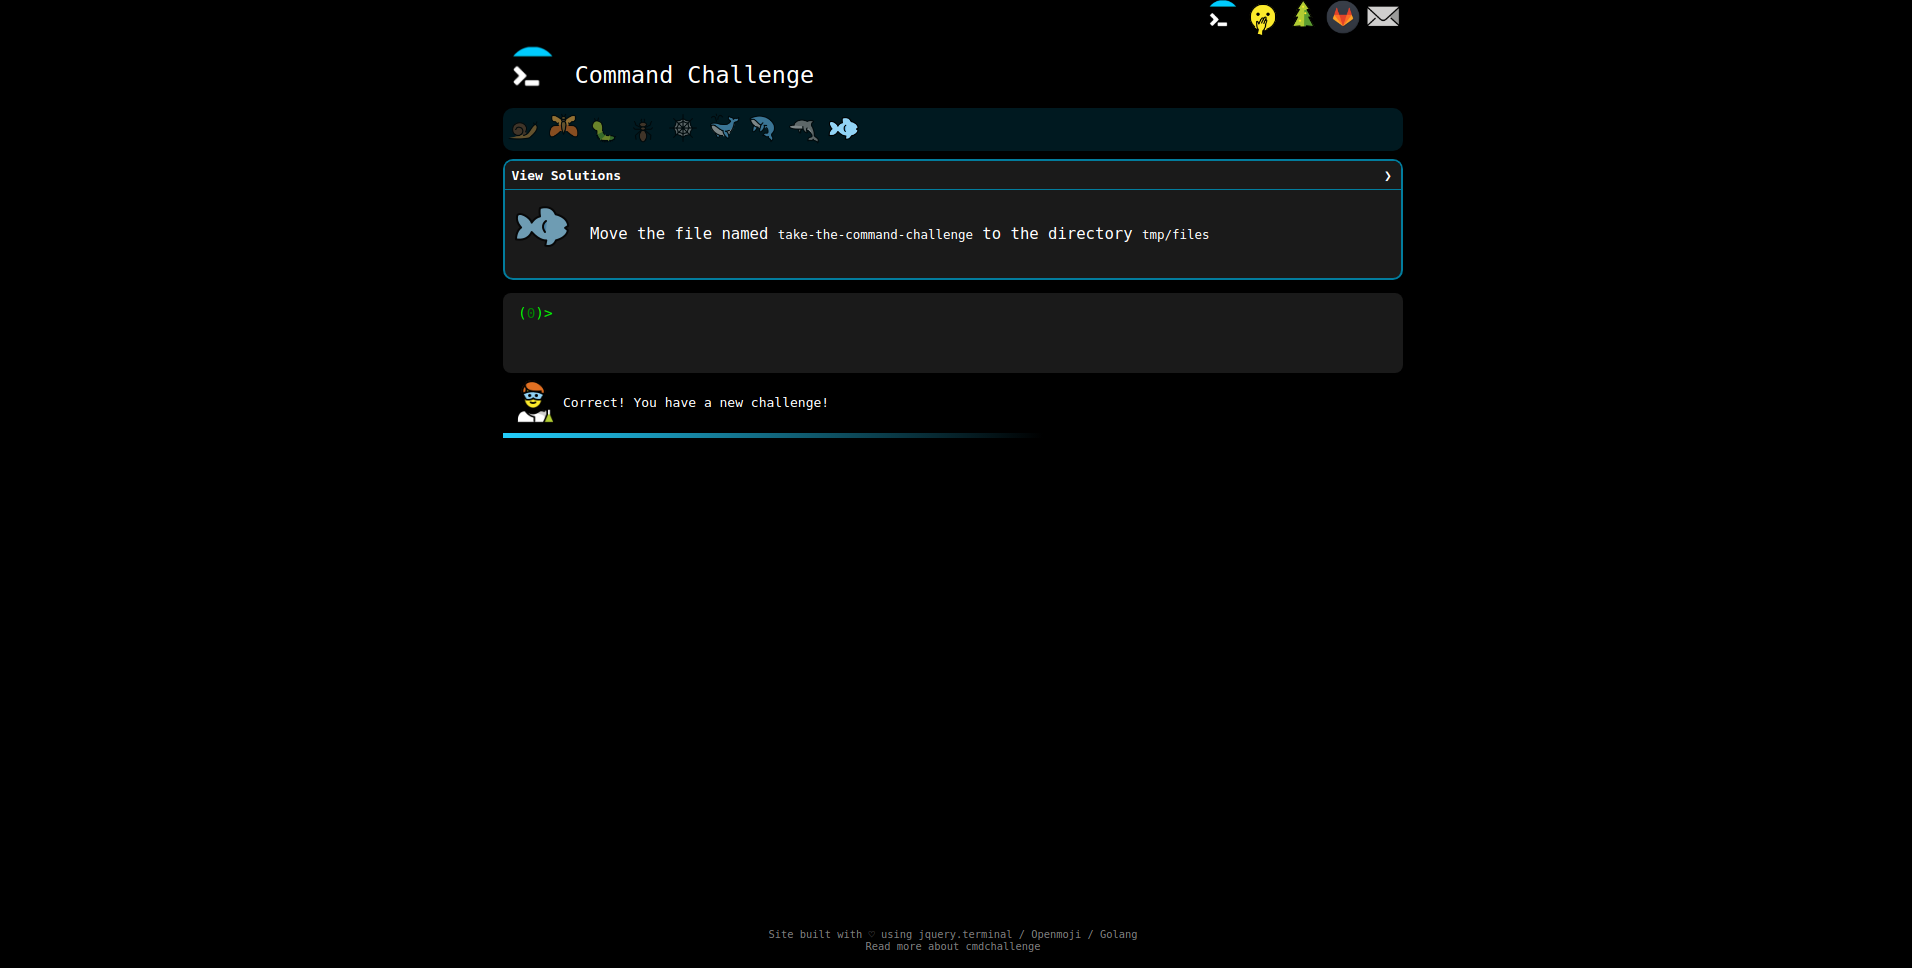 Command Challenge
View Solutions ❯
Move the file named take-the-command-challenge to the directory tmp/files
(0)>
Correct! You have a new challenge!
Site built with ♡ using jquery.terminal / Openmoji / Golang
Read more about cmdchallenge